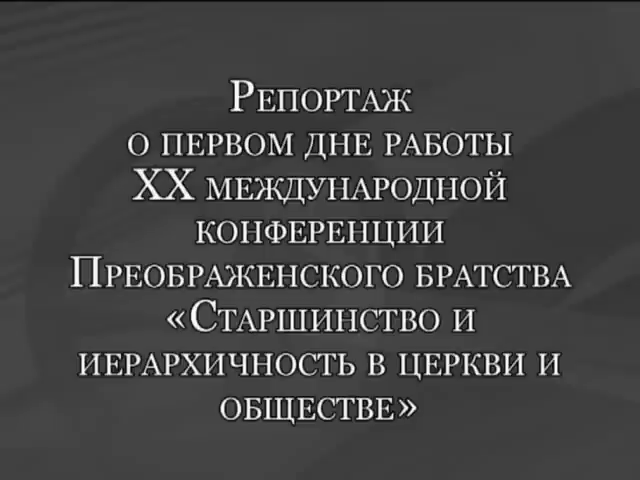 Репортаж
о первом дне работы
XX международной
конференции
Преображенского братства
«Старшинство и
иерархичность в церкви и
обществе»